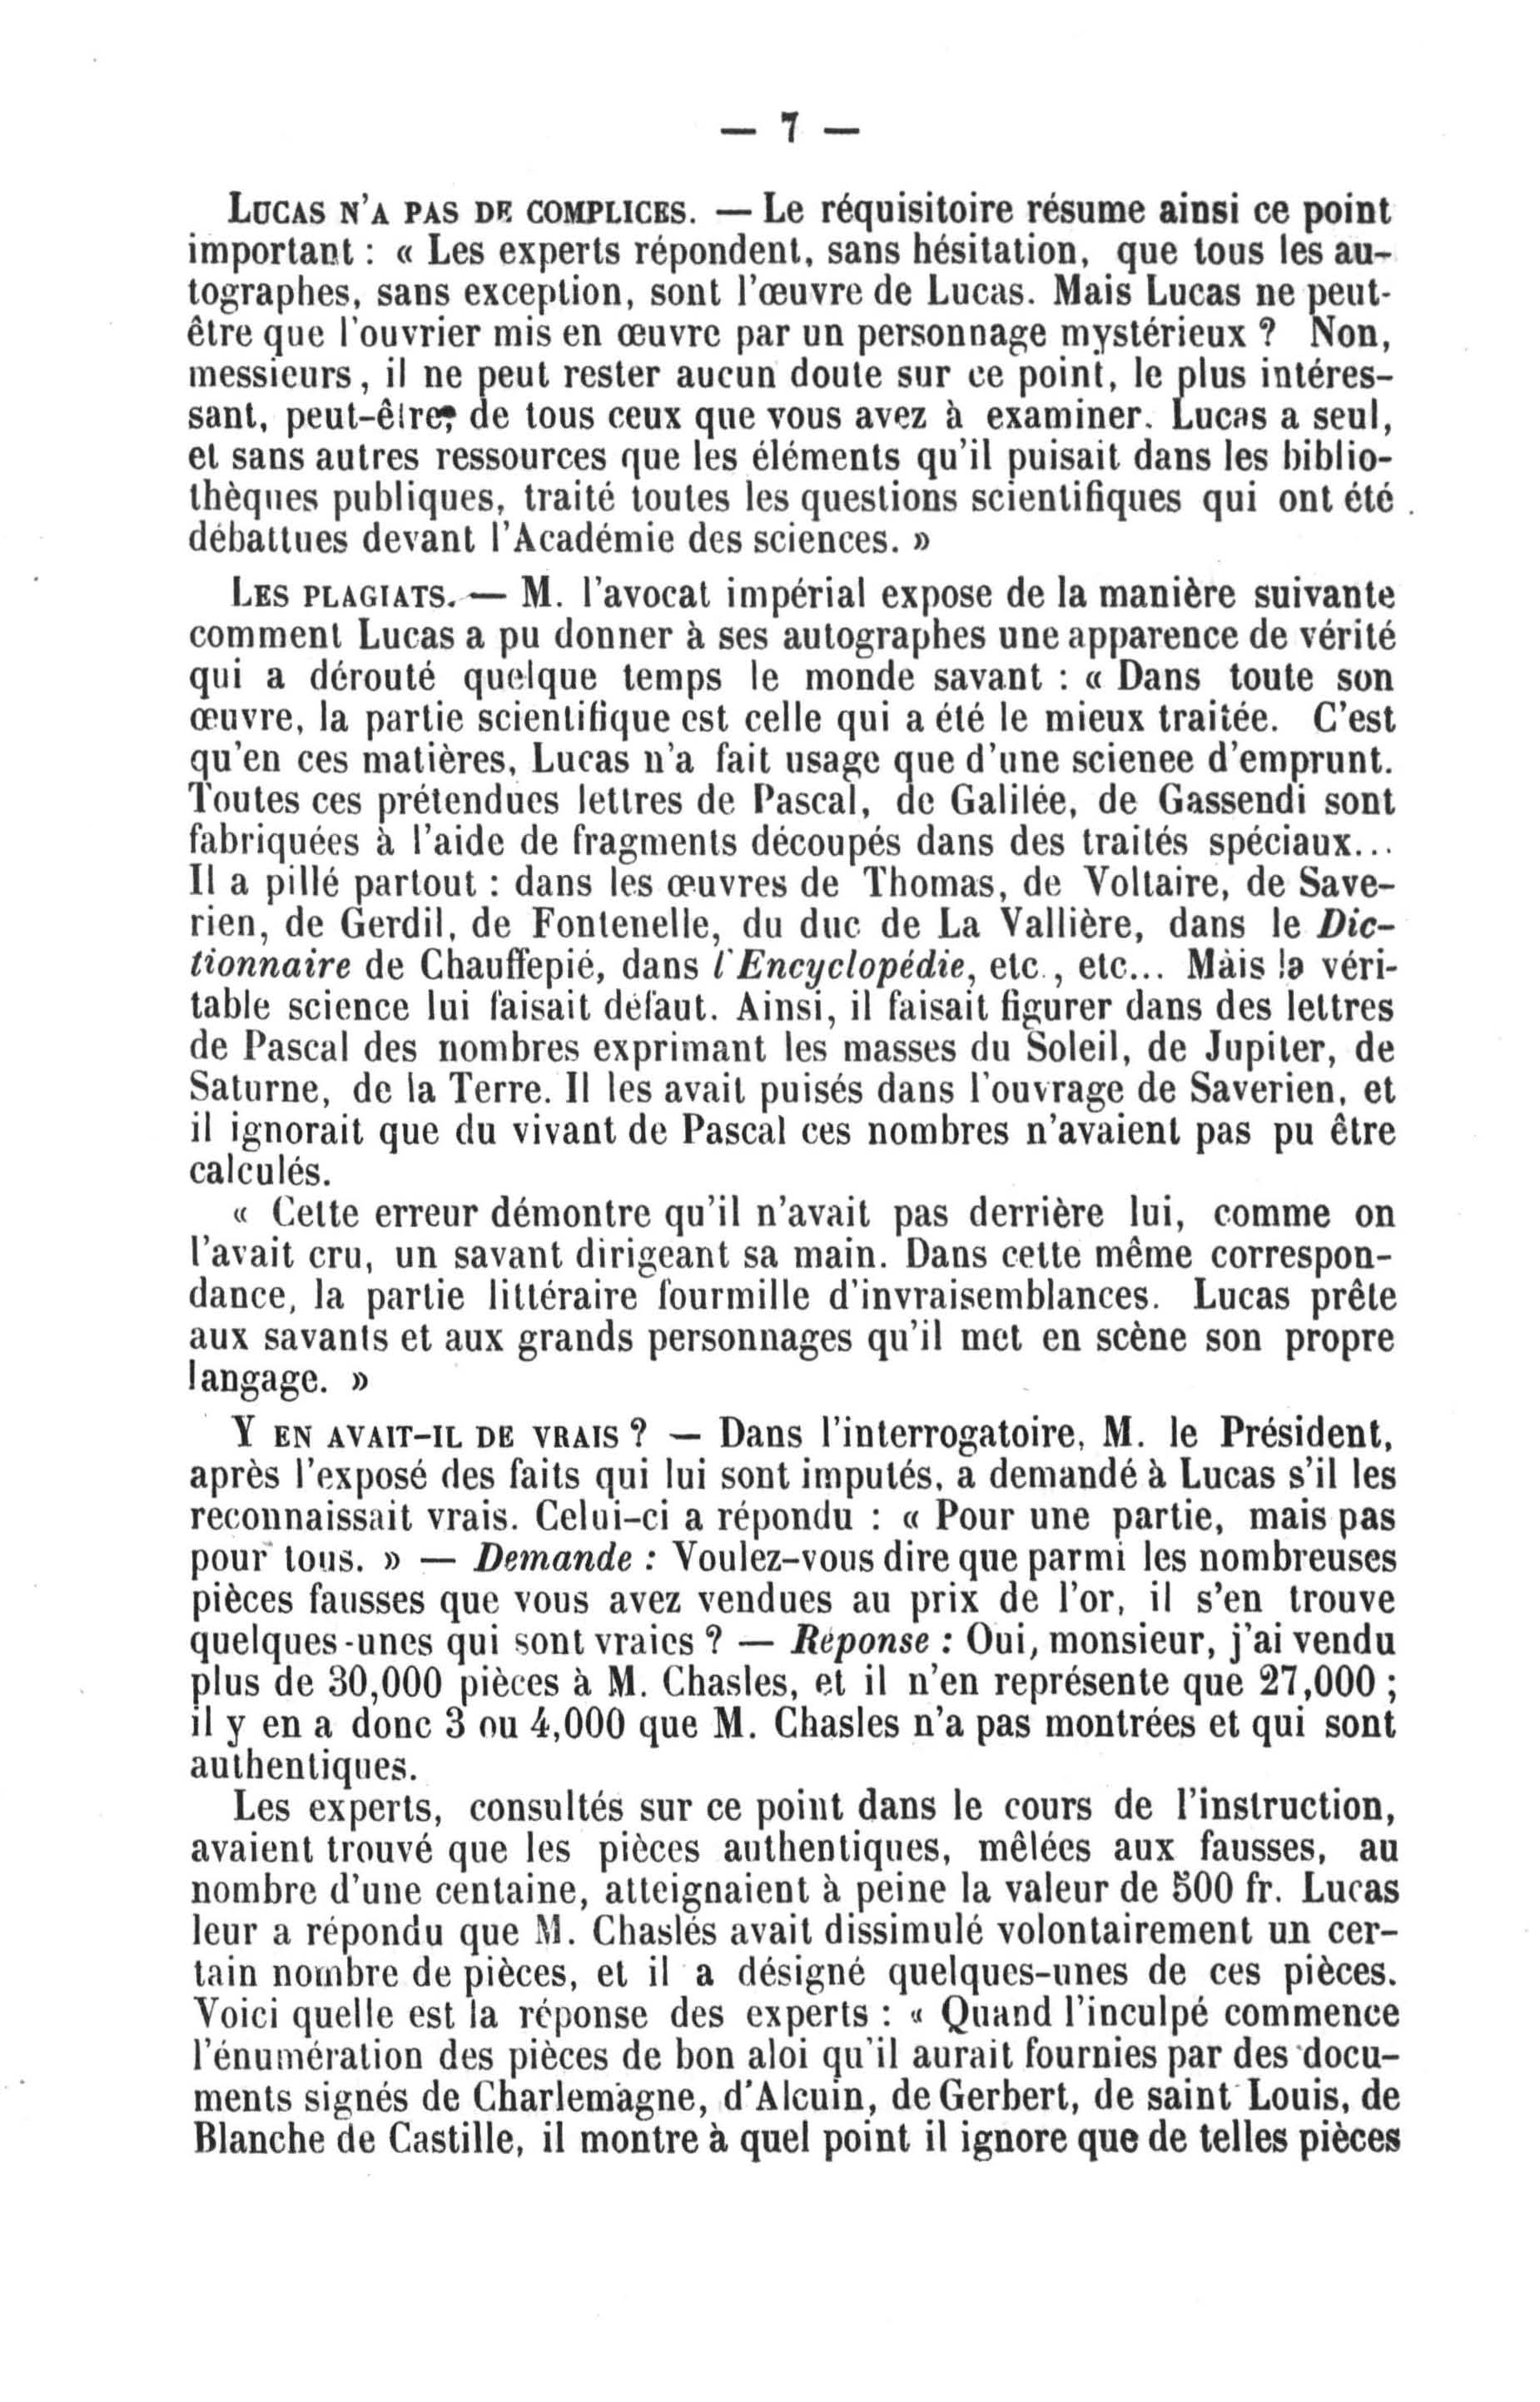 — 7 —
LUCAS N'A PAS DE COMPLICES. — Le réquisitoire résume ainsi ce point
important : « Les experts répondent, sans hésitation, que tous les au-
tographes, sans exception, sont l'œuvre de Lucas. Mais Lucas ne peut-
être que l'ouvrier mis en œuvre par un personnage mystérieux ? Non,
messieurs, il ne peut rester aucun doute sur ce point, le plus intéres-
sant, peut-être, de tous ceux que vous avez à examiner. Lucas a seul,
et sans autres ressources que les éléments qu'il puisait dans les biblio-
thèques publiques, traité toutes les questions scientifiques qui ont été
débattues devant l'Académie des sciences. »
LES PLAGIATS. — M. l'avocat impérial expose de la manière suivante
comment Lucas a pu donner à ses autographes une apparence de vérité
qui a dérouté quelque temps le monde savant : « Dans toute son
œuvre, la partie scientifique est celle qui a été le mieux traitée. C'est
qu'en ces matières, Lucas n'a fait usage que d'une scienee d'emprunt.
Toutes ces prétendues lettres de Pascal, de Galilée, de Gassendi sont
fabriquées à l'aide de fragments découpés dans des traités spéciaux...
Il a pillé partout : dans les œuvres de Thomas, de Voltaire, de Save-
rien, de Gerdil, de Fontenelle, du duc de La Vallière, dans le Dic-
tionnaire de Chauffepié, dans l'Encyclopédie, etc., etc... Mais la véri-
table science lui faisait défaut. Ainsi, il faisait figurer dans des lettres
de Pascal des nombres exprimant les masses du Soleil, de Jupiter, de
Saturne, de la Terre. Il les avait puisés dans l'ouvrage de Saverien, et
il ignorait que du vivant de Pascal ces nombres n'avaient pas pu être
calculés.
« Cette erreur démontre qu'il n'avait pas derrière lui, comme on
l'avait cru, un savant dirigeant sa main. Dans cette même correspon-
dance, la partie littéraire fourmille d'invraisemblances. Lucas prête
aux savants et aux grands personnages qu'il met en scène son propre
langage. »
Y EN AVAIT-IL DE VRAIS ? — Dans l'interrogatoire, M. le Président,
après l'exposé des faits qui lui sont imputés, a demandé à Lucas s'il les
reconnaissait vrais. Celui-ci a répondu : « Pour une partie, mais pas
pour tous. » — Demande : Voulez-vous dire que parmi les nombreuses
pièces fausses que vous avez vendues au prix de l'or, il s'en trouve
quelques-unes qui sont vraies ? — Réponse : Oui, monsieur, j'ai vendu
plus de 30,000 pièces à M. Chasles, et il n'en représente que 27,000 ;
il y en a donc 3 ou 4,000 que M. Chasles n'a pas montrées et qui sont
authentiques.
Les experts, consultés sur ce point dans le cours de l'instruction,
avaient trouvé que les pièces authentiques, mêlées aux fausses, au
nombre d'une centaine, atteignaient à peine la valeur de 500 fr. Lucas
leur a répondu que M. Chaslés avait dissimulé volontairement un cer-
tain nombre de pièces, et il a désigné quelques-unes de ces pièces.
Voici quelle est la réponse des experts : « Quand l'inculpé commence
l'énumération des pièces de bon aloi qu'il aurait fournies par des docu-
ments signés de Charlemagne, d'Alcuin, de Gerbert, de saint Louis, de
Blanche de Castille, il montre à quel point il ignore que de telles pièces